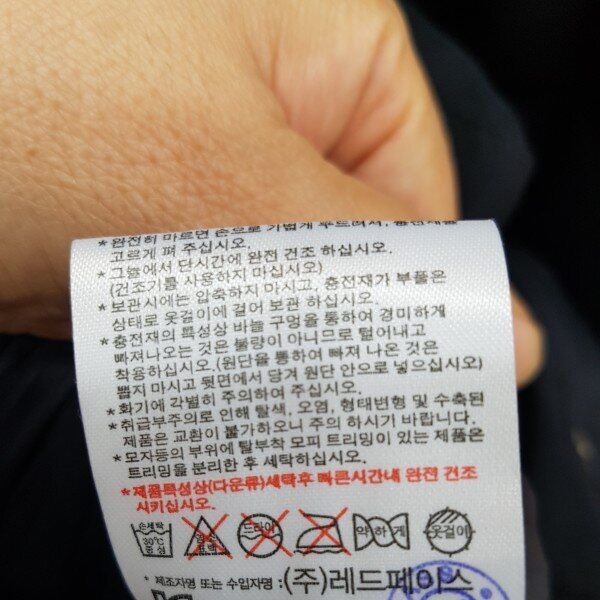 *완전히 마르면 손으로 가볍게 두드려서, 충전재를
고르게 펴 주십시오.
*그늘에서 단시간에 완전 건조 하십시오.
(건조기를 사용하지 마십시오)
*보관시에는 압축하지 마시고, 충전재가 부풀은
상태로 옷걸이에 걸어 보관 하십시오.
*충전재의 특성상 바늘 구멍을 통하여 경미하게
빠져나오는 것은 불량이 아니므로 털어내고
착용하십시오.(원단을 통하여 빠져 나온 것은
뽑지 마시고 뒷면에서 당겨 원단 안으로 넣으십시오)
*화기에 각별히 주의하여 주십시오.
*취급부주의로 인해 탈색, 오염, 형태변형 및 수축된
제품은 교환이 불가하오니 주의 하시기 바랍니다.
*모자등의 부위에 탈부착 모피 트리밍이 있는 제품은
트리밍을 분리한 후 세탁하십시오.
*제품특성상(다운류)세탁후 빠른시간내 완전 건조
시키십시오.
손세탁 30℃ 중성 염소 표백 드라이 약하게 옷걸이
* 제조자명 또는 수입자명 : (주)레드페이스